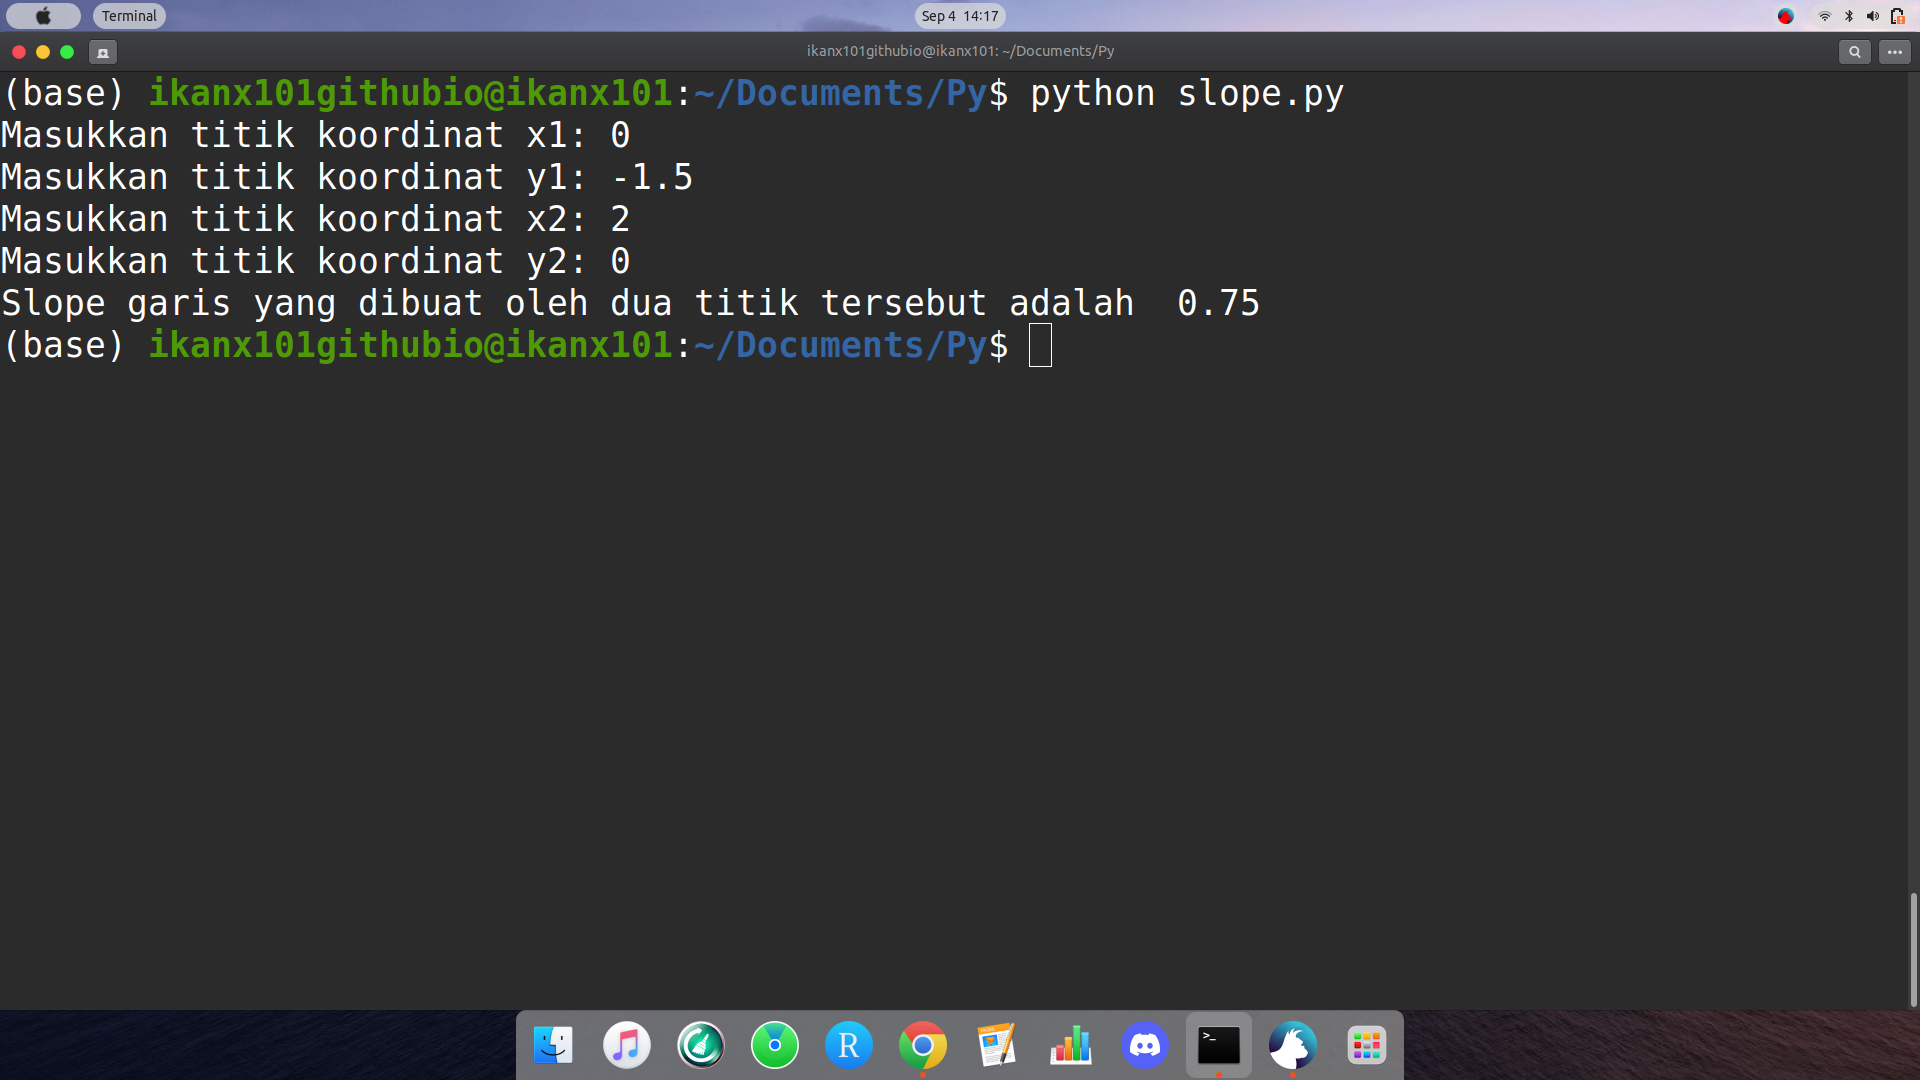 Terminal
Sep 4 14:17
ikanx101githubio@ikanx101: ~/Documents/Py
(base) ikanx101githubio@ikanx101:~/Documents/Py$ python slope.py
Masukkan titik koordinat x1: 0
Masukkan titik koordinat y1: -1.5
Masukkan titik koordinat x2: 2
Masukkan titik koordinat y2: 0
Slope garis yang dibuat oleh dua titik tersebut adalah  0.75
(base) ikanx101githubio@ikanx101:~/Documents/Py$
R
>_